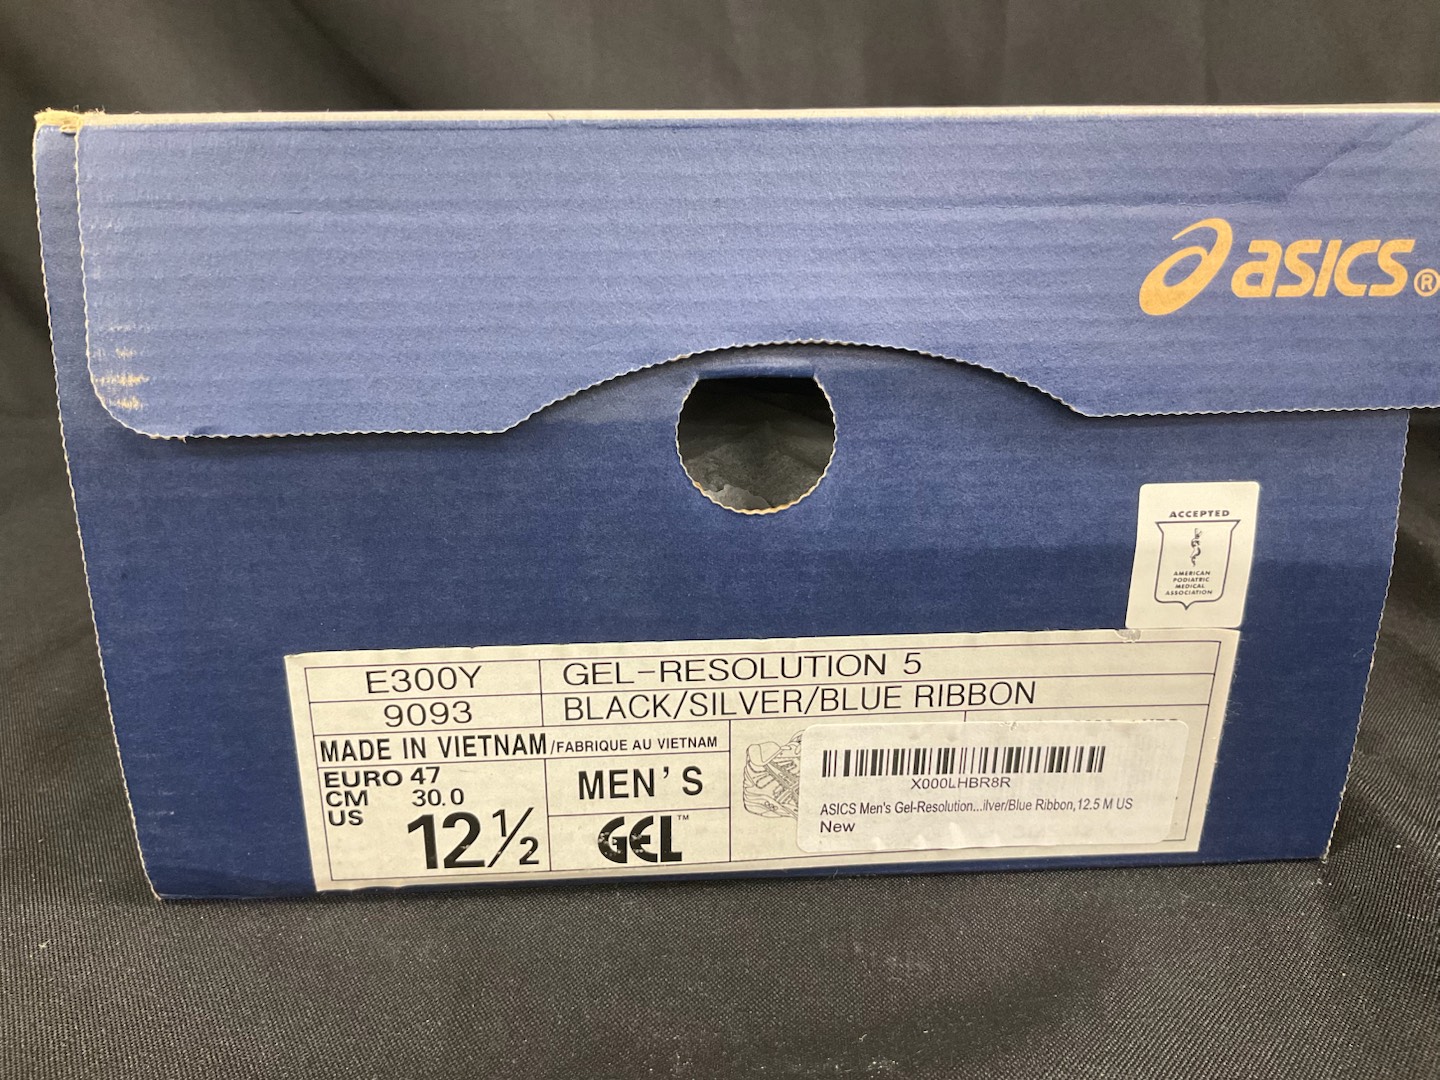 asics®
ACCEPTED
AMERICAN
PODIATRIC
MEDICAL
ASSOCIATION
E300Y GEL-RESOLUTION 5
9093 BLACK/SILVER/BLUE RIBBON
MADE IN VIETNAM/FABRIQUE AU VIETNAM
EURO 47
CM 30.0
US 12½
MEN'S
GEL™
X000LHBR8R
ASICS Men's Gel-Resolution...ilver/Blue Ribbon,12.5 M US
New